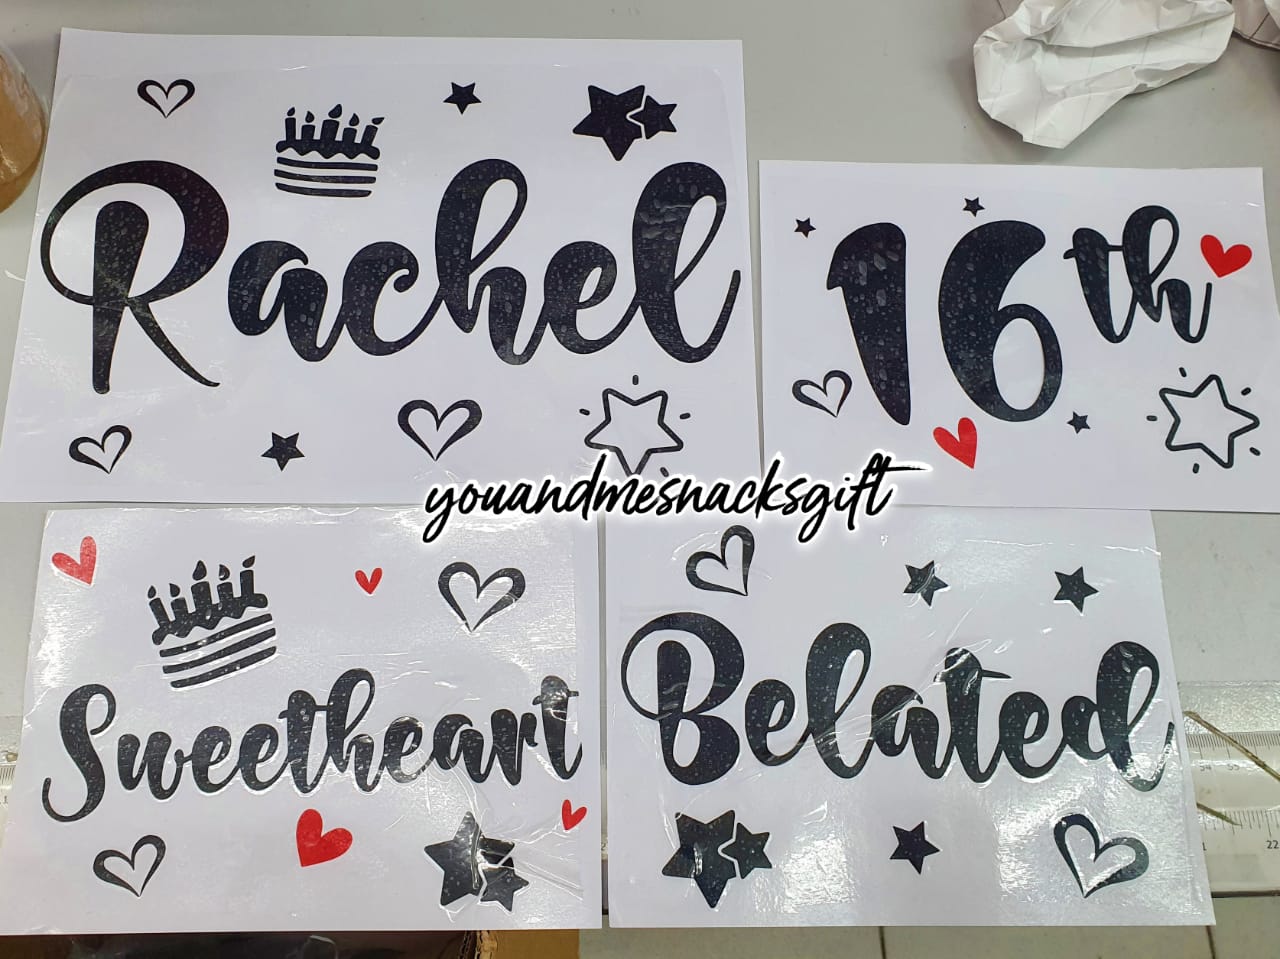 Rachel
16th
youandmesnacksgift
Sweetheart
Belated